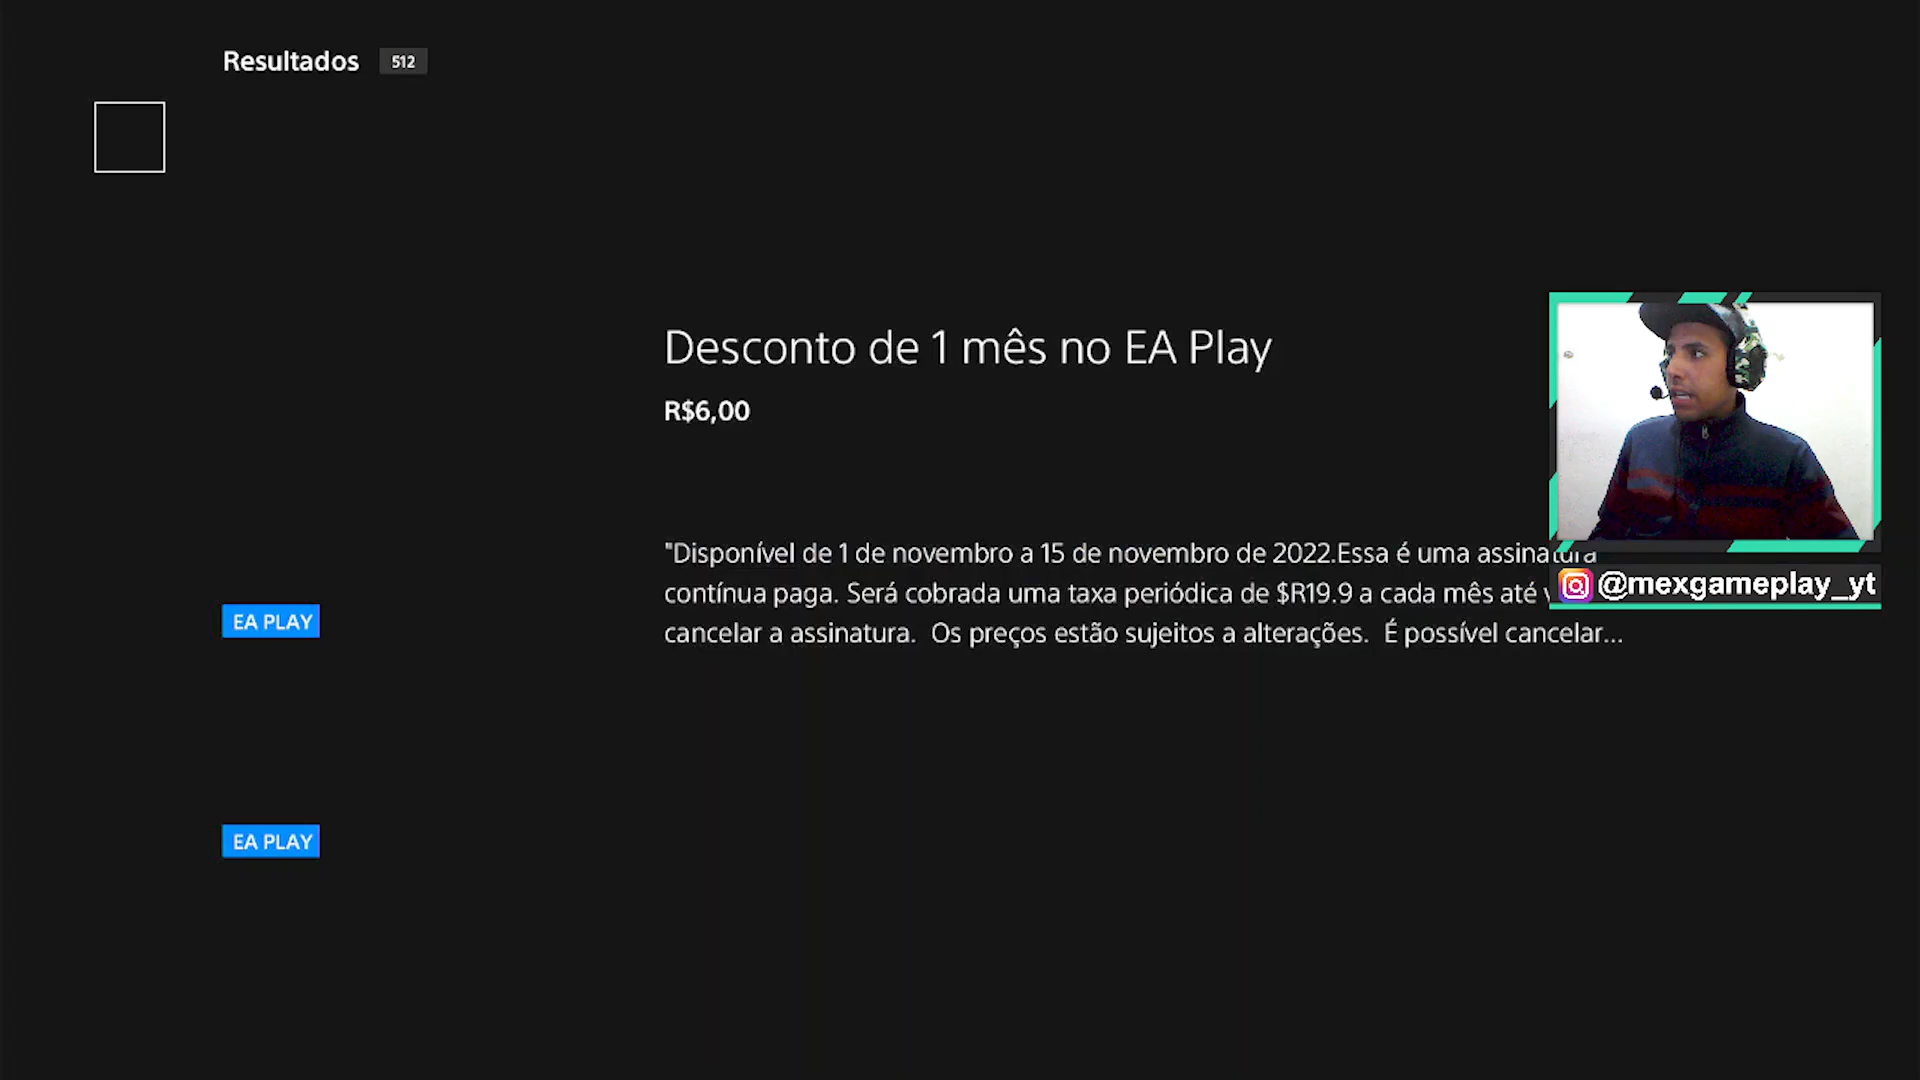 Resultados 512
Desconto de 1 mês no EA Play
R$6,00
"Disponível de 1 de novembro a 15 de novembro de 2022.Essa é uma assinatura
contínua paga. Será cobrada uma taxa periódica de $R19.9 a cada mês até
cancelar a assinatura.  Os preços estão sujeitos a alterações.  É possível cancelar...
@mexgameplay_yt
EA PLAY
EA PLAY